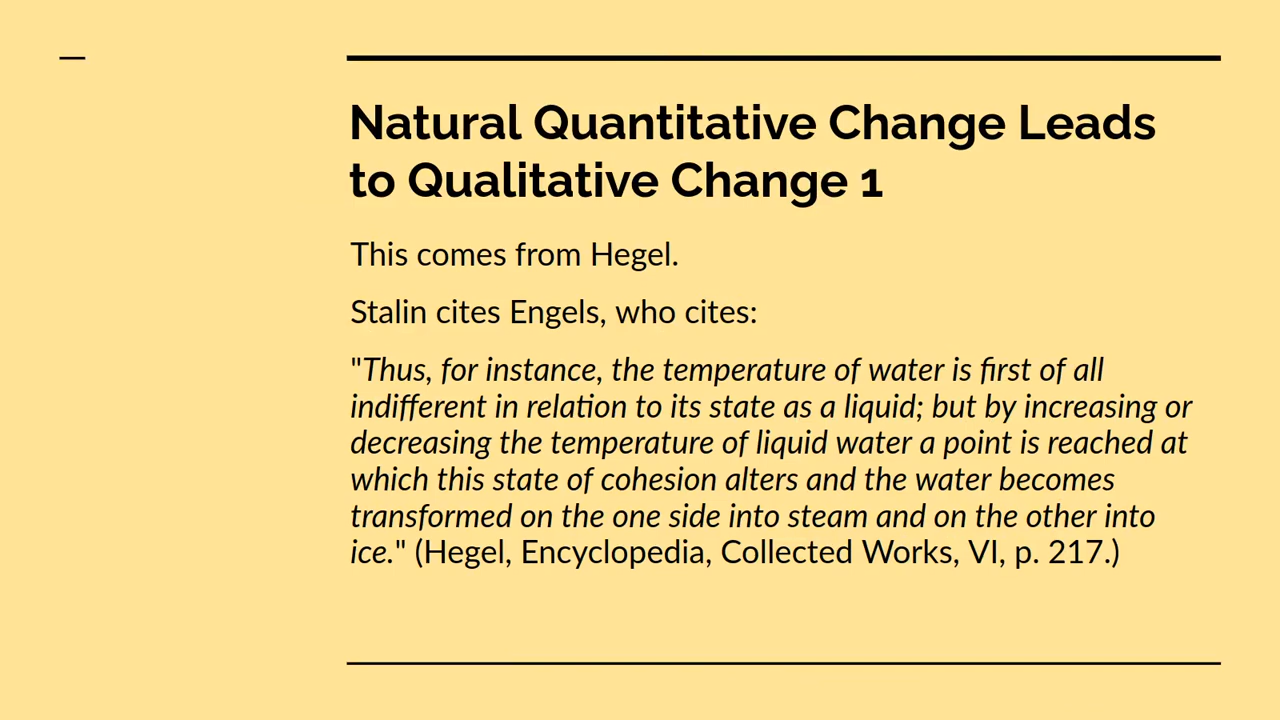 Natural Quantitative Change Leads
to Qualitative Change 1
This comes from Hegel.
Stalin cites Engels, who cites:
"Thus, for instance, the temperature of water is first of all
indifferent in relation to its state as a liquid; but by increasing or
decreasing the temperature of liquid water a point is reached at
which this state of cohesion alters and the water becomes
transformed on the one side into steam and on the other into
ice." (Hegel, Encyclopedia, Collected Works, VI, p. 217.)